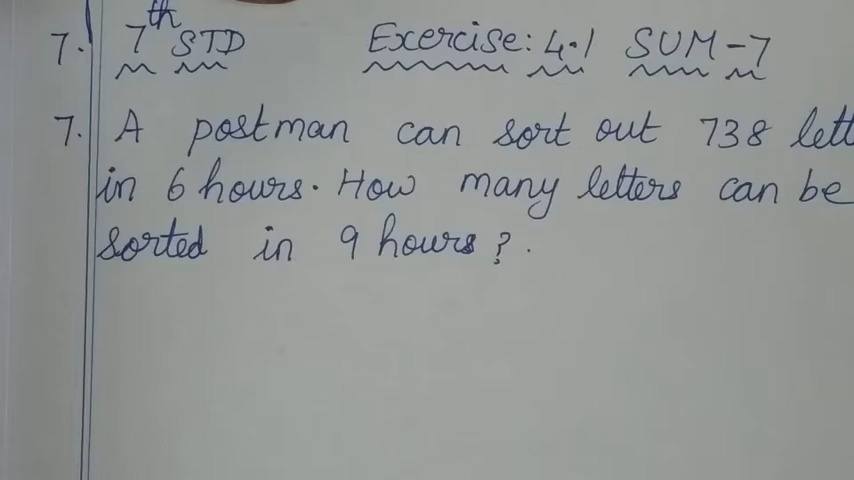 7. 7th STD Exercise: 4.1 SUM-7
7. A postman can sort out 738 lett
in 6 hours. How many letters can be
sorted in 9 hours?.